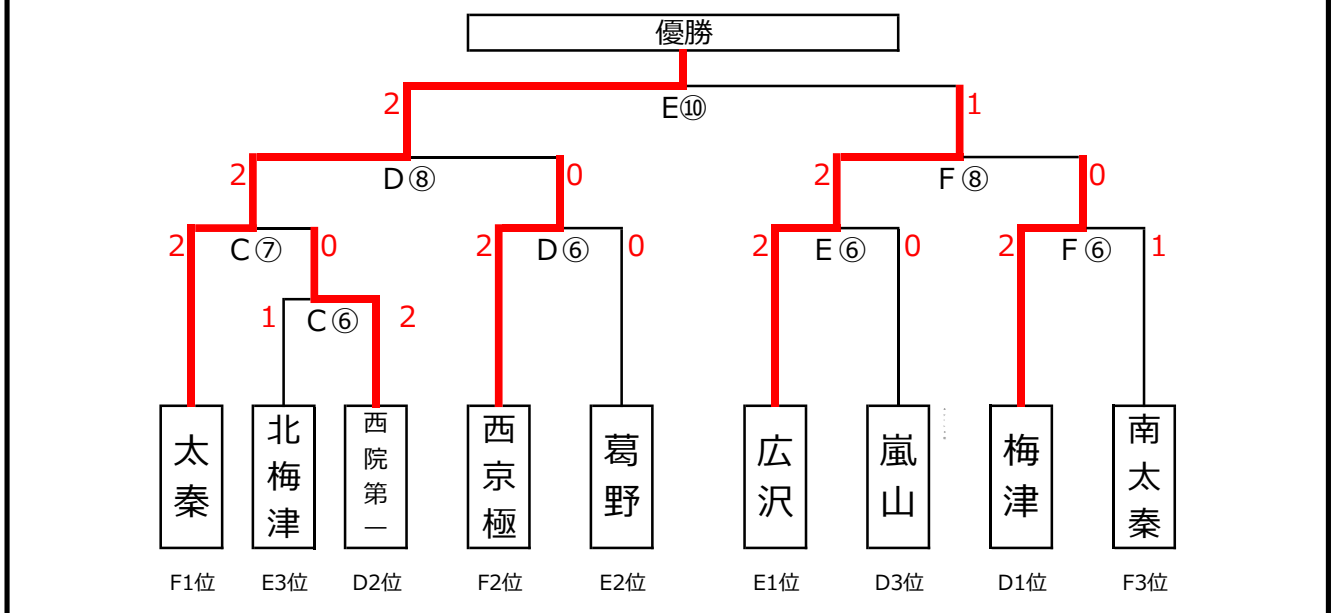 優勝
2 E⑩ 1
2 D⑧ 0 2 F⑧ 0
2 C⑦ 0 2 D⑥ 0 2 E⑥ 0 2 F⑥ 1
1 C⑥ 2
太秦
北梅津
西院第一
西京極
葛野
広沢
嵐山
梅津
南太秦
F1位 E3位 D2位 F2位 E2位 E1位 D3位 D1位 F3位